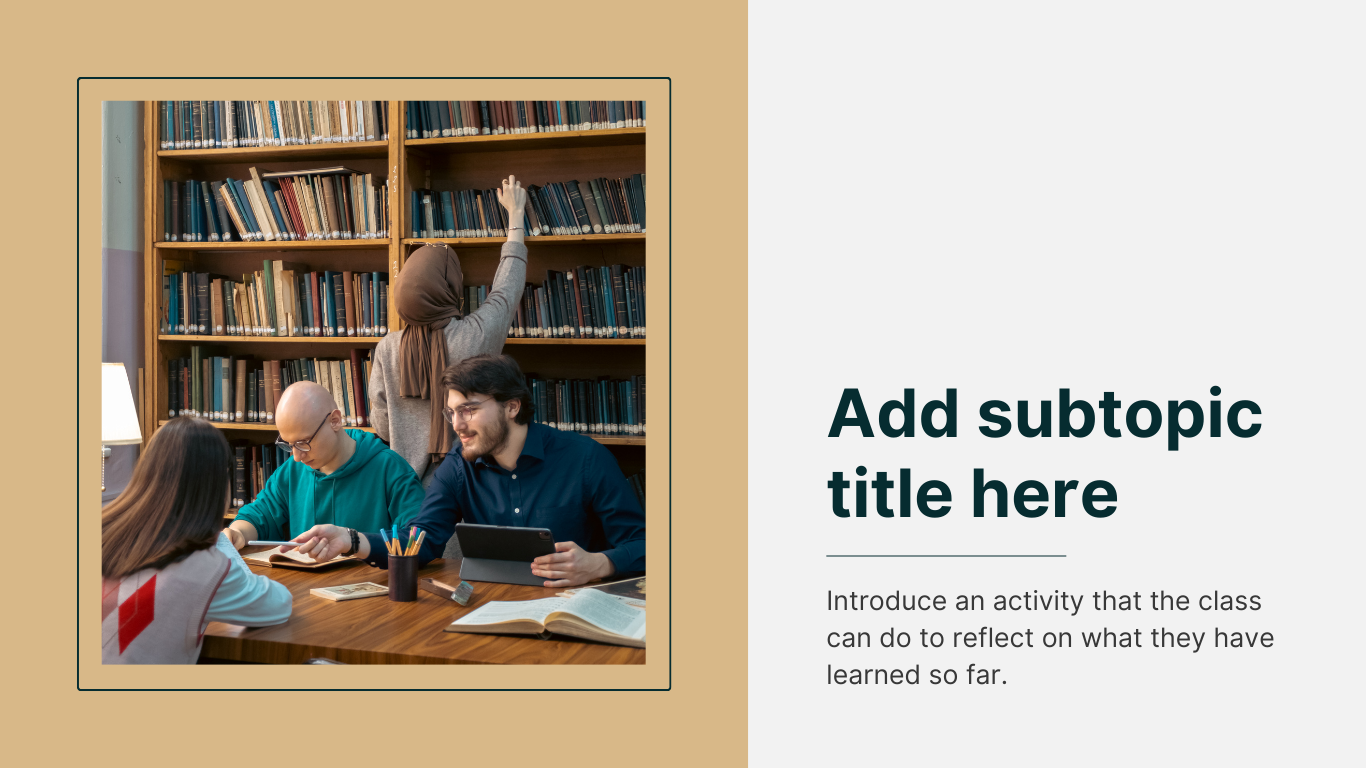 Add subtopic
title here
Introduce an activity that the class
can do to reflect on what they have
learned so far.